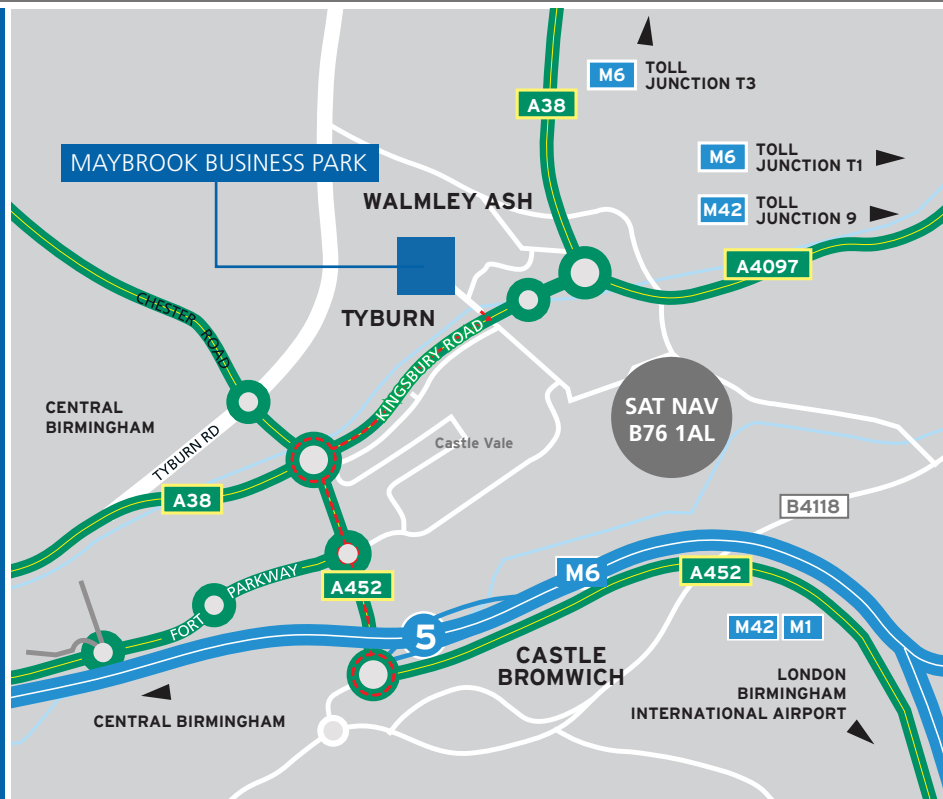 M6
TOLL
JUNCTION T3
A38
M6
TOLL
JUNCTION T1
MAYBROOK BUSINESS PARK
WALMLEY ASH
M42
TOLL
JUNCTION 9
A4097
CHESTER ROAD
TYBURN
KINGSBURY ROAD
CENTRAL
BIRMINGHAM
SAT NAV
B76 1AL
Castle Vale
TYBURN RD
A38
B4118
M6
A452
A452
FORT PARKWAY
5
M42
M1
CASTLE
BROMWICH
LONDON
BIRMINGHAM
INTERNATIONAL AIRPORT
CENTRAL BIRMINGHAM